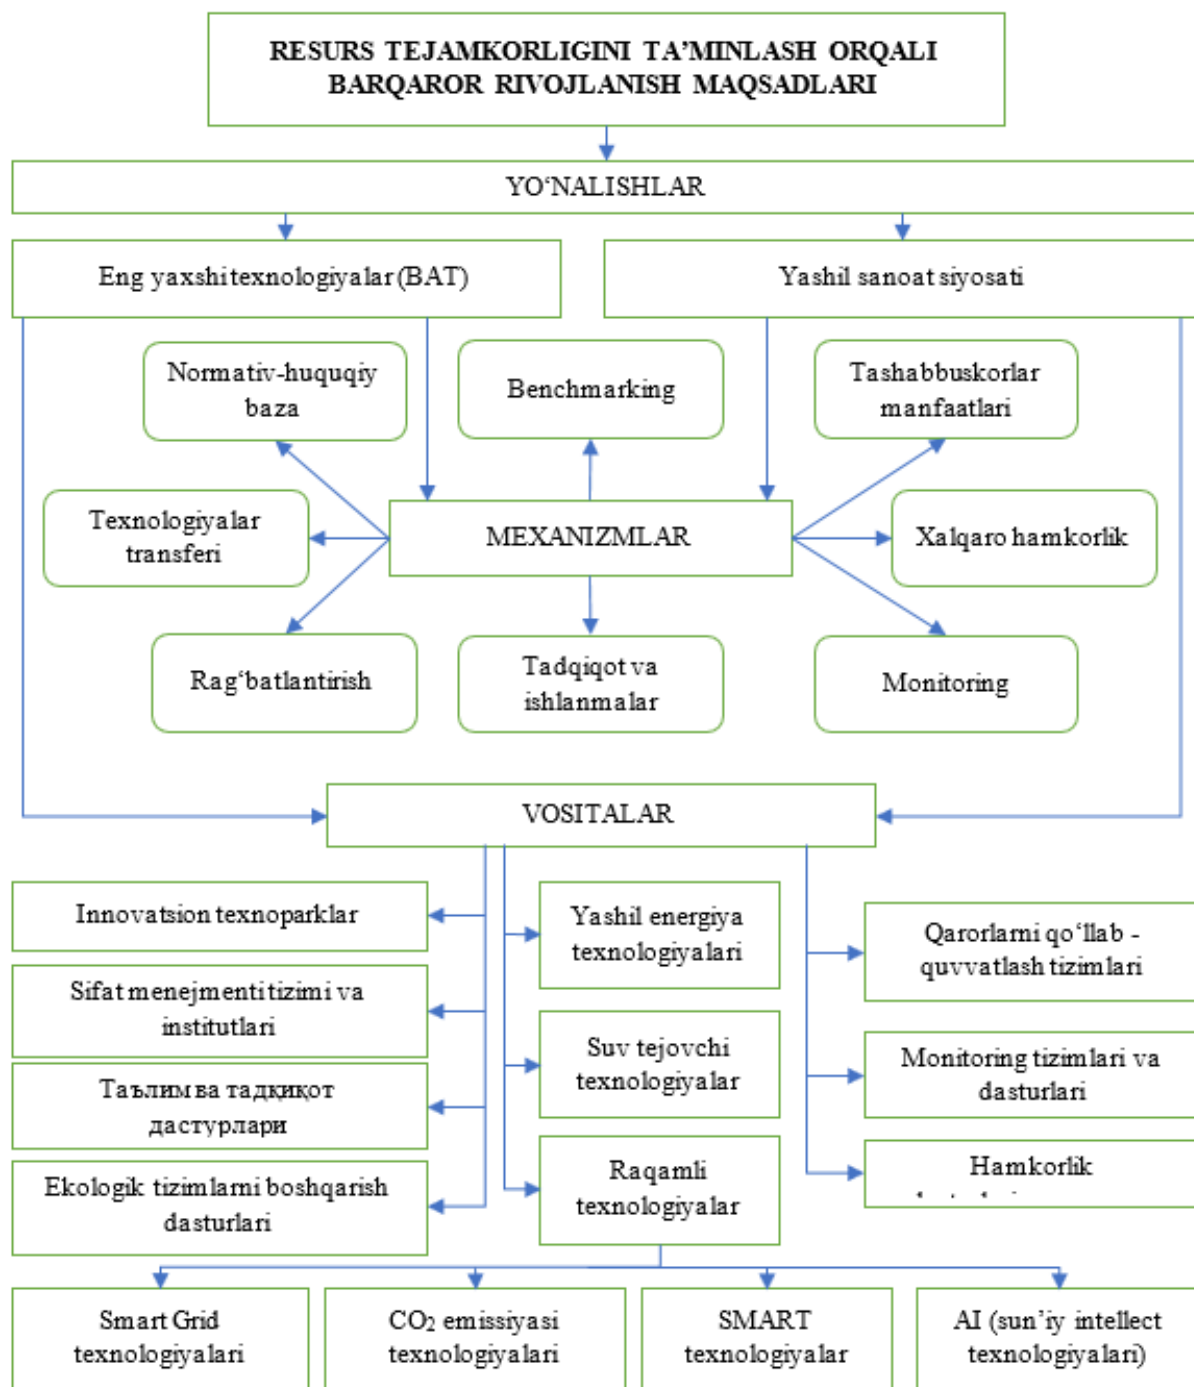 RESURS TEJAMKORLIGINI TA’MINLASH ORQALI
BARQAROR RIVOJLANISH MAQSADLARI
YO‘NALISHLAR
Eng yaxshi texnologiyalar (BAT)
Yashil sanoat siyosati
Normativ-huquqiy
baza
Benchmarking
Tashabbuskorlar
manfaatlari
Texnologiyalar
transferi
MEXANIZMLAR
Xalqaro hamkorlik
Rag‘batlantirish
Tadqiqot va
ishlanmalar
Monitoring
VOSITALAR
Innovatsion texnoparklar
Yashil energiya
texnologiyalari
Qarorlarni qo‘llab -
quvvatlash tizimlari
Sifat menejmenti tizimi va
institutlari
Suv tejovchi
texnologiyalar
Monitoring tizimlari va
dasturlari
Таълим ва тадқиқот
дастурлари
Ekologik tizimlarni boshqarish
dasturlari
Raqamli
texnologiyalar
Hamkorlik
Smart Grid
texnologiyalari
CO₂ emissiyasi
texnologiyalari
SMART
texnologiyalar
AI (sun’iy intellect
texnologiyalari)